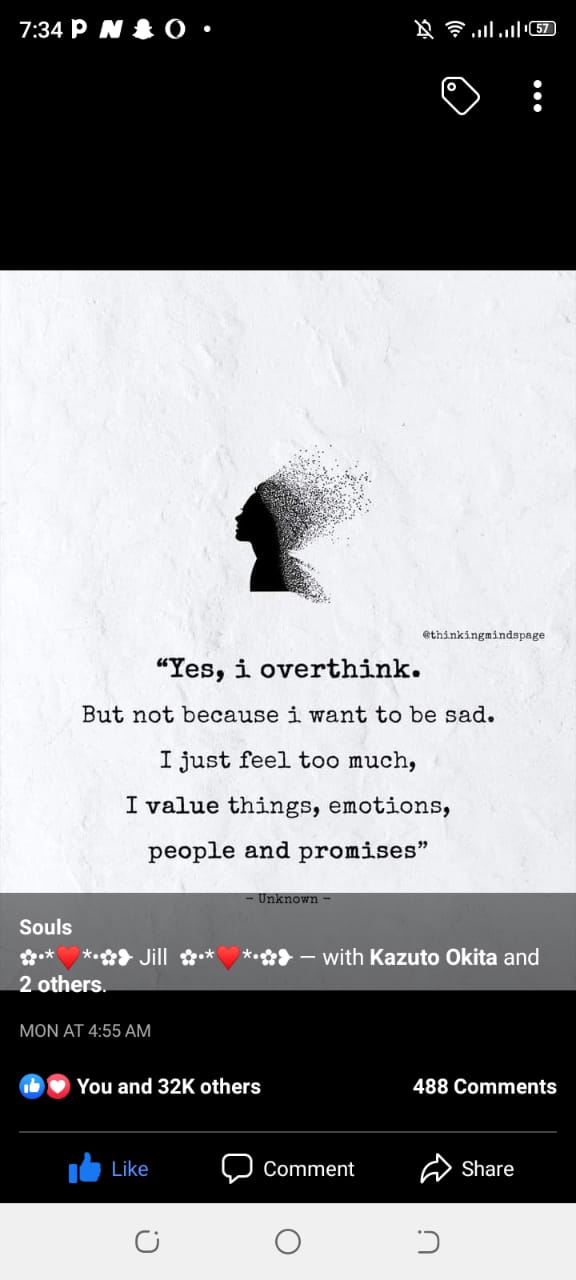 7:34
57
@thinkingmindspage
“Yes, i overthink.
But not because i want to be sad.
I just feel too much,
I value things, emotions,
people and promises”
- Unknown -
Souls
✿•*❤️*•✿❥ Jill ✿•*❤️*•✿❥ — with Kazuto Okita and
2 others.
MON AT 4:55 AM
You and 32K others
488 Comments
Like
Comment
Share